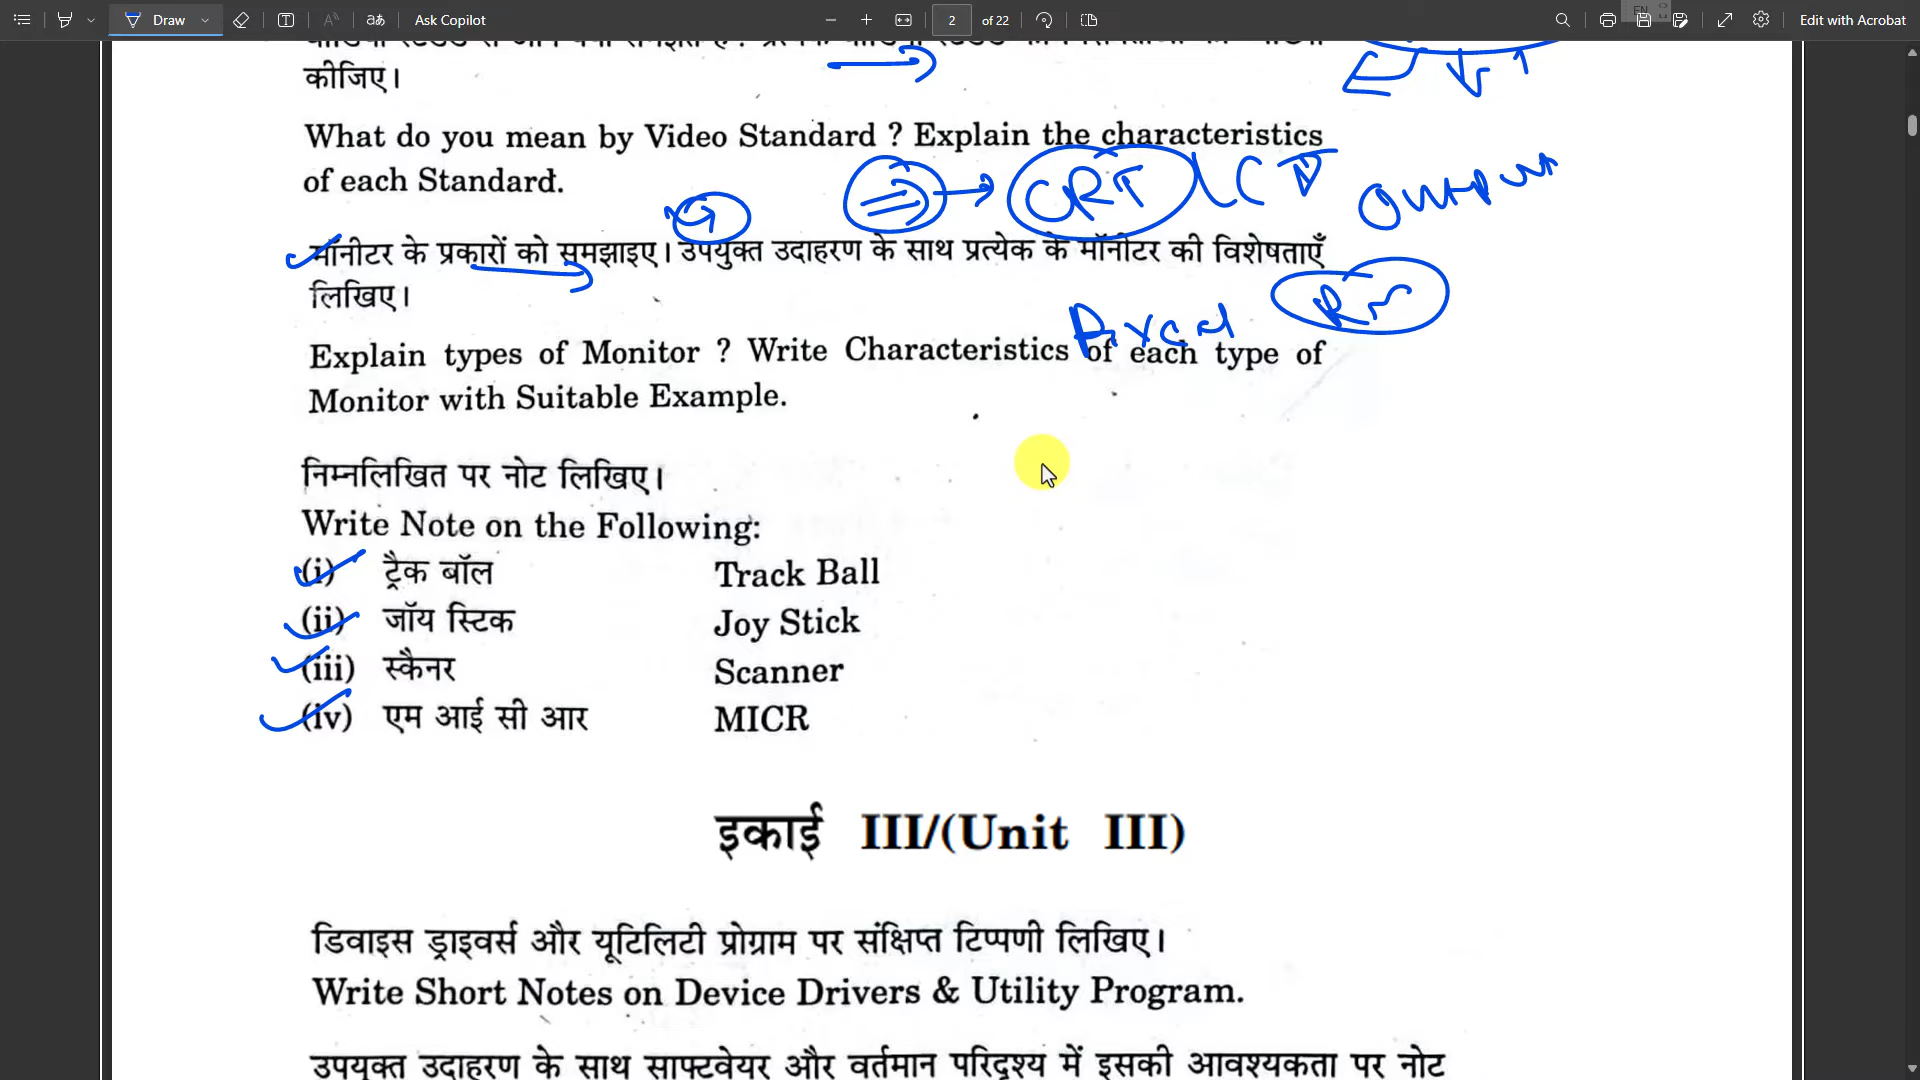 Draw
Ask Copilot
2 of 22
EN
Edit with Acrobat
कीजिए।
What do you mean by Video Standard ? Explain the characteristics
of each Standard.
CRT LCD Output
मॉनीटर के प्रकारों को समझाइए। उपयुक्त उदाहरण के साथ प्रत्येक के मॉनीटर की विशेषताएँ
लिखिए।
Explain types of Monitor ? Write Characteristics of each type of
Monitor with Suitable Example.
निम्नलिखित पर नोट लिखिए।
Write Note on the Following:
(i) ट्रैक बॉल Track Ball
(ii) जॉय स्टिक Joy Stick
(iii) स्कैनर Scanner
(iv) एम आई सी आर MICR
इकाई III/(Unit III)
डिवाइस ड्राइवर्स और यूटिलिटी प्रोग्राम पर संक्षिप्त टिप्पणी लिखिए।
Write Short Notes on Device Drivers & Utility Program.
उपयुक्त उदाहरण के साथ साफ्टवेयर और वर्तमान परिदृश्य में इसकी आवश्यकता पर नोट